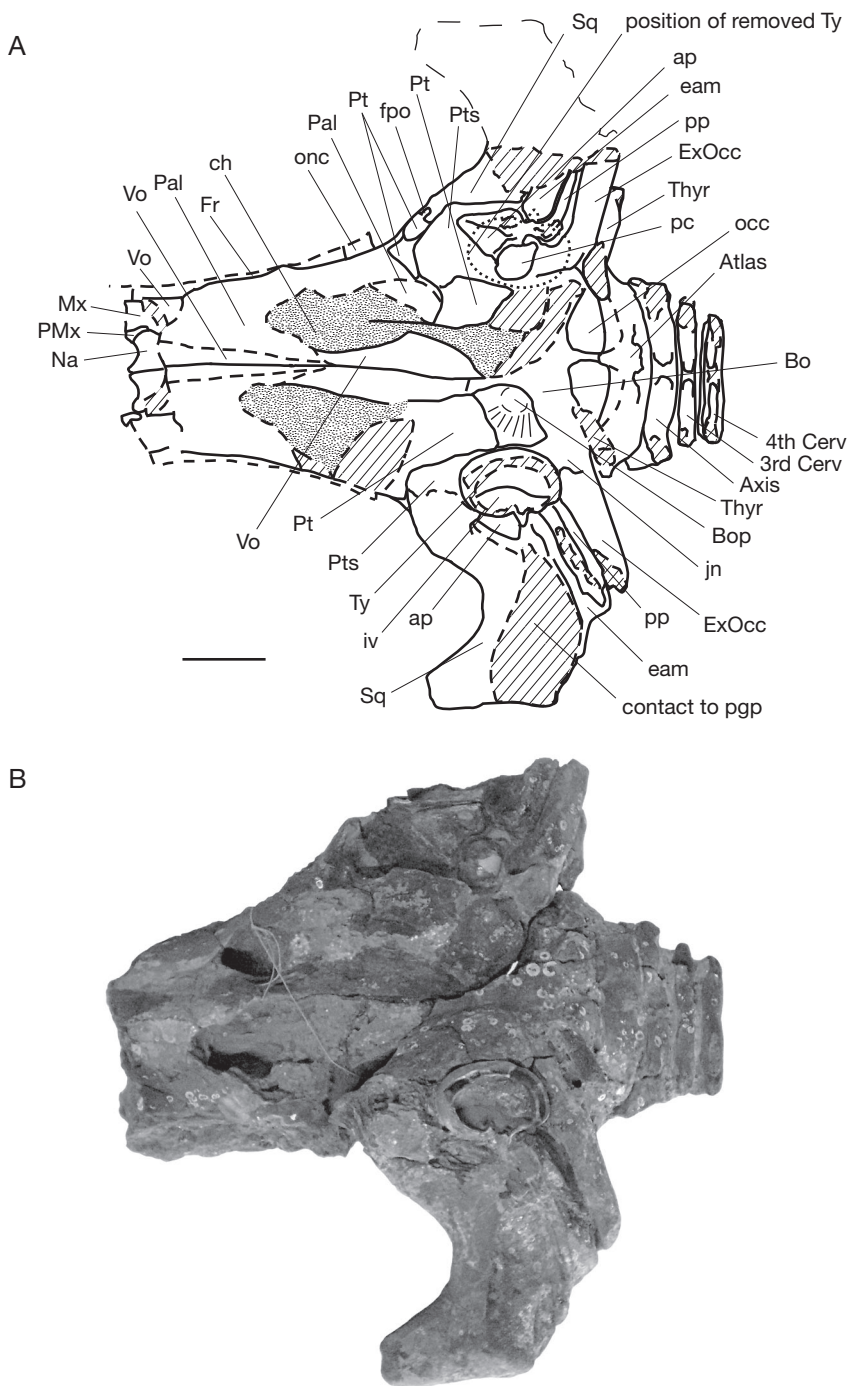 A
Sq
position of removed Ty
ap
eam
pp
ExOcc
Thyr
pc
occ
Atlas
Pt
Pt
fpo
Pts
Pal
onc
ch
Vo
Pal
Fr
Vo
Mx
PMx
Na
Bo
4th Cerv
3rd Cerv
Axis
Thyr
Bop
jn
ExOcc
pp
eam
contact to pgp
Pt
Vo
Pts
Ty
iv
ap
Sq
B